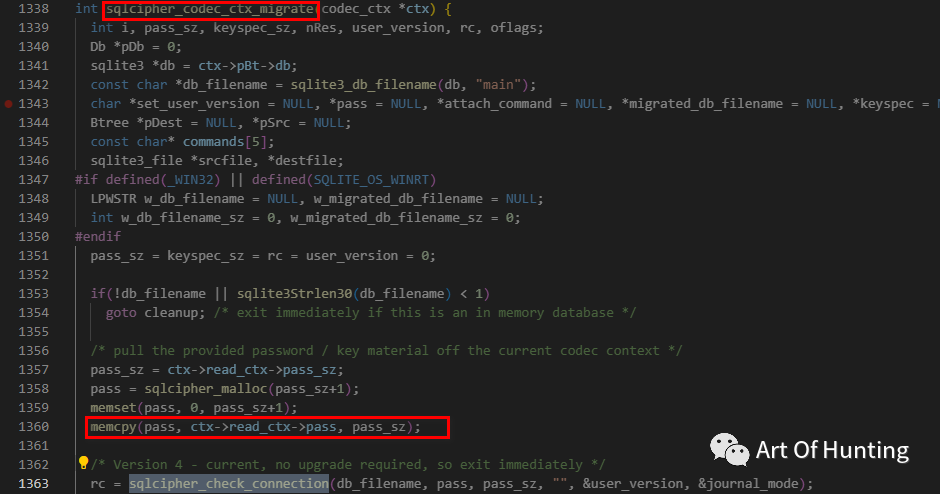 1338 int sqlcipher_codec_ctx_migrate(codec_ctx *ctx) {
1339 int i, pass_sz, keyspec_sz, nRes, user_version, rc, oflags;
1340 Db *pDb = 0;
1341 sqlite3 *db = ctx->pBt->db;
1342 const char *db_filename = sqlite3_db_filename(db, "main");
1343 char *set_user_version = NULL, *pass = NULL, *attach_command = NULL, *migrated_db_filename = NULL, *keyspec =
1344 Btree *pDest = NULL, *pSrc = NULL;
1345 const char* commands[5];
1346 sqlite3_file *srcfile, *destfile;
1347 #if defined(_WIN32) || defined(SQLITE_OS_WINRT)
1348 LPWSTR w_db_filename = NULL, w_migrated_db_filename = NULL;
1349 int w_db_filename_sz = 0, w_migrated_db_filename_sz = 0;
1350 #endif
1351 pass_sz = keyspec_sz = rc = user_version = 0;
1352
1353 if(!db_filename || sqlite3Strlen30(db_filename) < 1)
1354 goto cleanup; /* exit immediately if this is an in memory database */
1355
1356 /* pull the provided password / key material off the current codec context */
1357 pass_sz = ctx->read_ctx->pass_sz;
1358 pass = sqlcipher_malloc(pass_sz+1);
1359 memset(pass, 0, pass_sz+1);
1360 memcpy(pass, ctx->read_ctx->pass, pass_sz);
1361
1362 /* Version 4 - current, no upgrade required, so exit immediately */
1363 rc = sqlcipher_check_connection(db_filename, pass, pass_sz, "", &user_version, &journal_mode);
Art Of Hunting